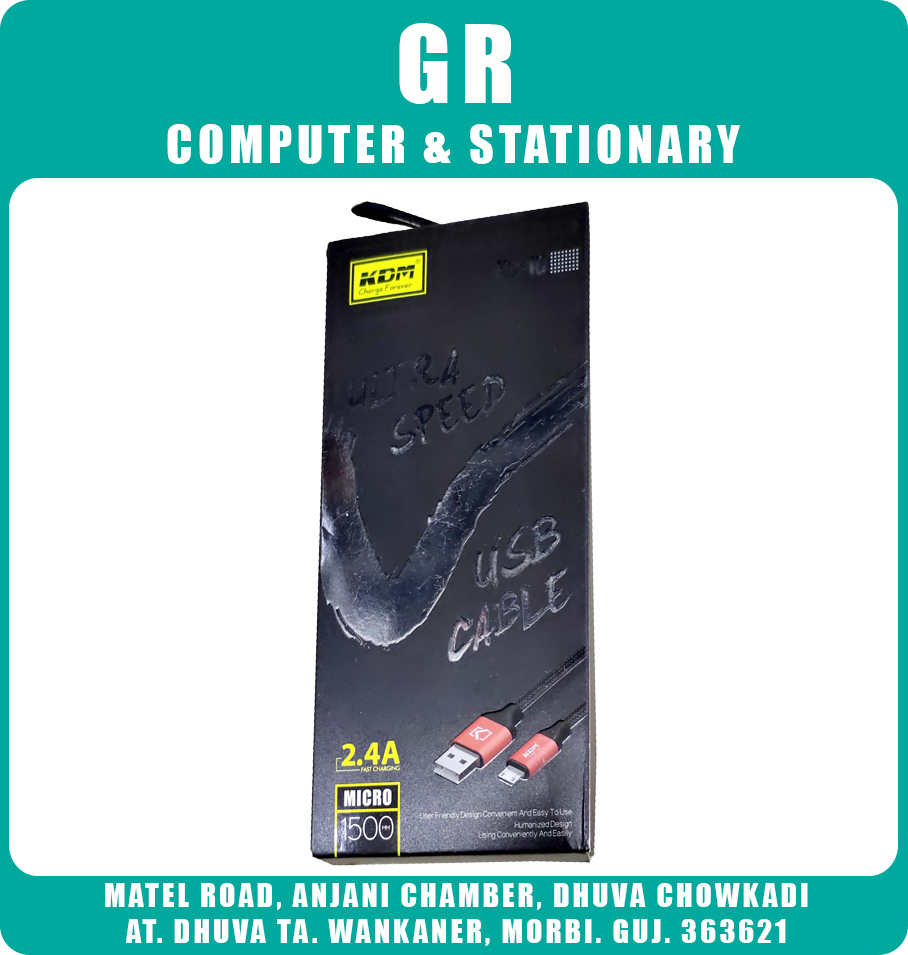 GR
COMPUTER & STATIONARY
KDM
Charge Forever
ULTRA
SPEED
USB
CABLE
KDM
2.4A
FAST CHARGING
MICRO
1500
User Friendly Design Convenient And Easy To Use
Humanized Design
Using Conveniently And Easily
MATEL ROAD, ANJANI CHAMBER, DHUVA CHOWKADI
AT. DHUVA TA. WANKANER, MORBI. GUJ. 363621